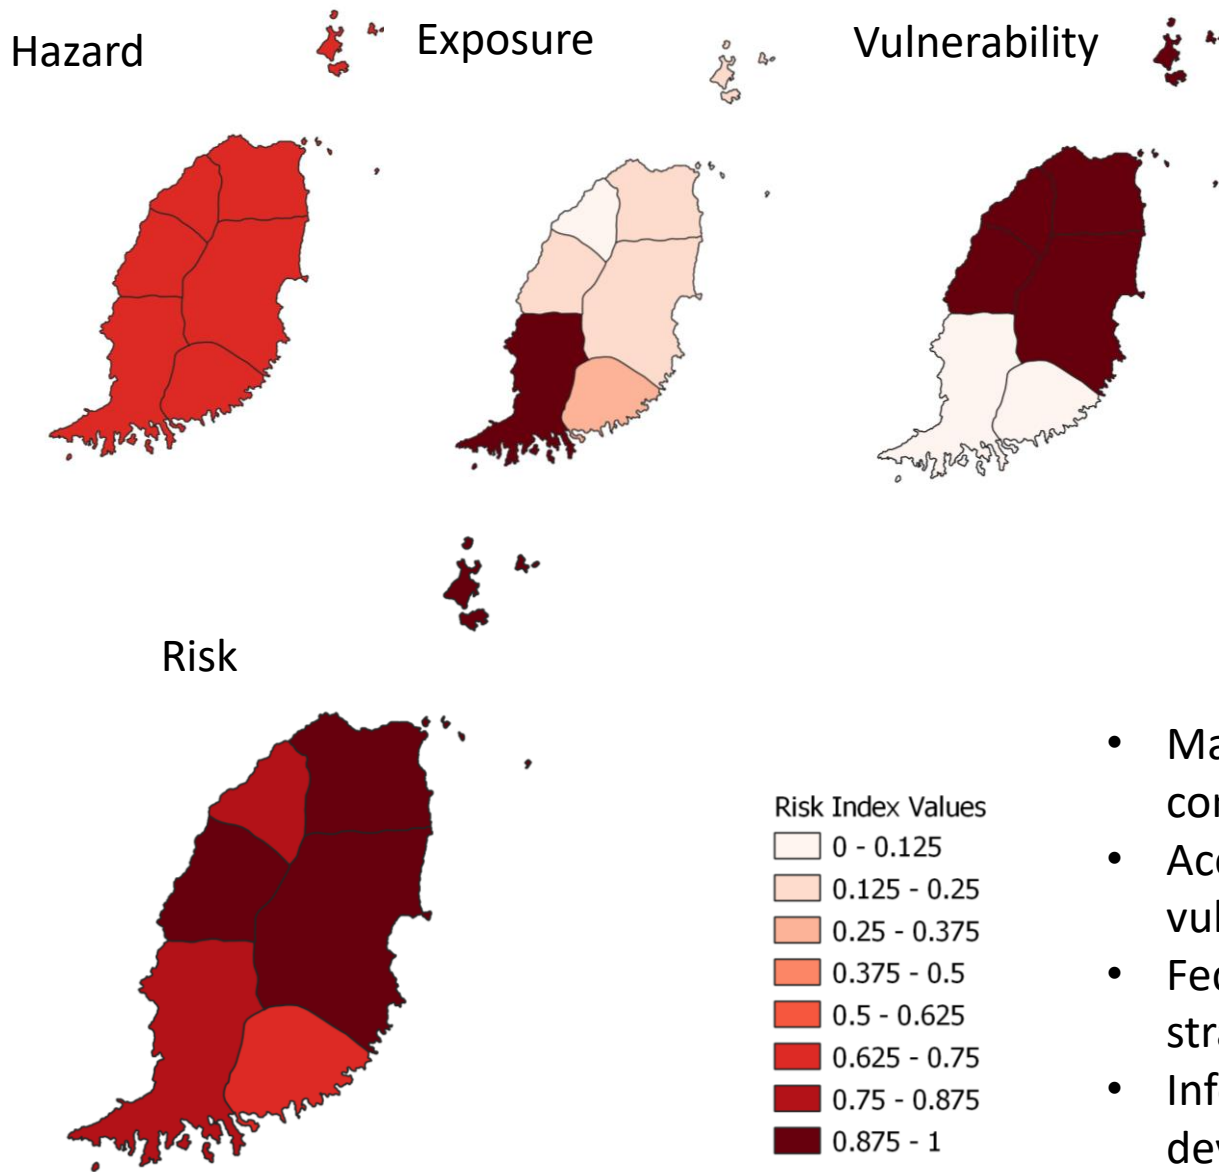 Hazard
Exposure
Vulnerability
Risk
Risk Index Values
0 - 0.125
0.125 - 0.25
0.25 - 0.375
0.375 - 0.5
0.5 - 0.625
0.625 - 0.75
0.75 - 0.875
0.875 - 1
•
•
•
•